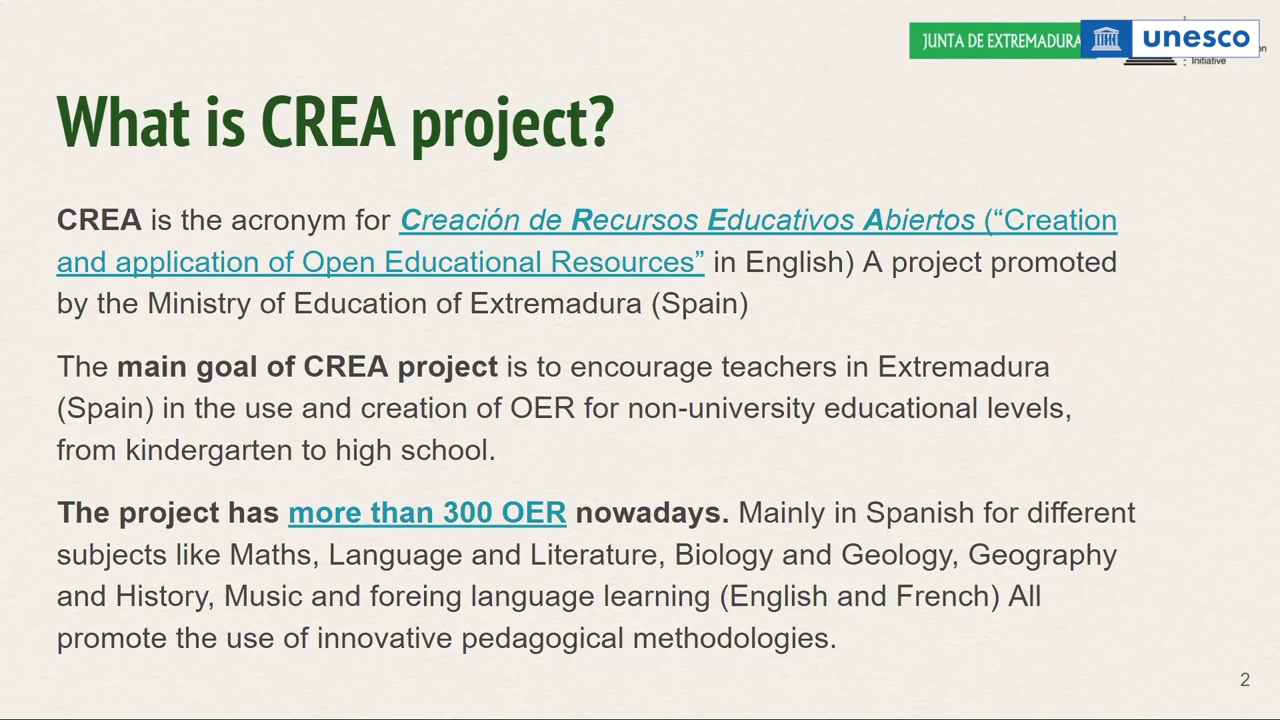 JUNTA DE EXTREMADURA
unesco
Initiative
What is CREA project?
CREA is the acronym for Creación de Recursos Educativos Abiertos (“Creation
and application of Open Educational Resources” in English) A project promoted
by the Ministry of Education of Extremadura (Spain)
The main goal of CREA project is to encourage teachers in Extremadura
(Spain) in the use and creation of OER for non-university educational levels,
from kindergarten to high school.
The project has more than 300 OER nowadays. Mainly in Spanish for different
subjects like Maths, Language and Literature, Biology and Geology, Geography
and History, Music and foreing language learning (English and French) All
promote the use of innovative pedagogical methodologies.
2